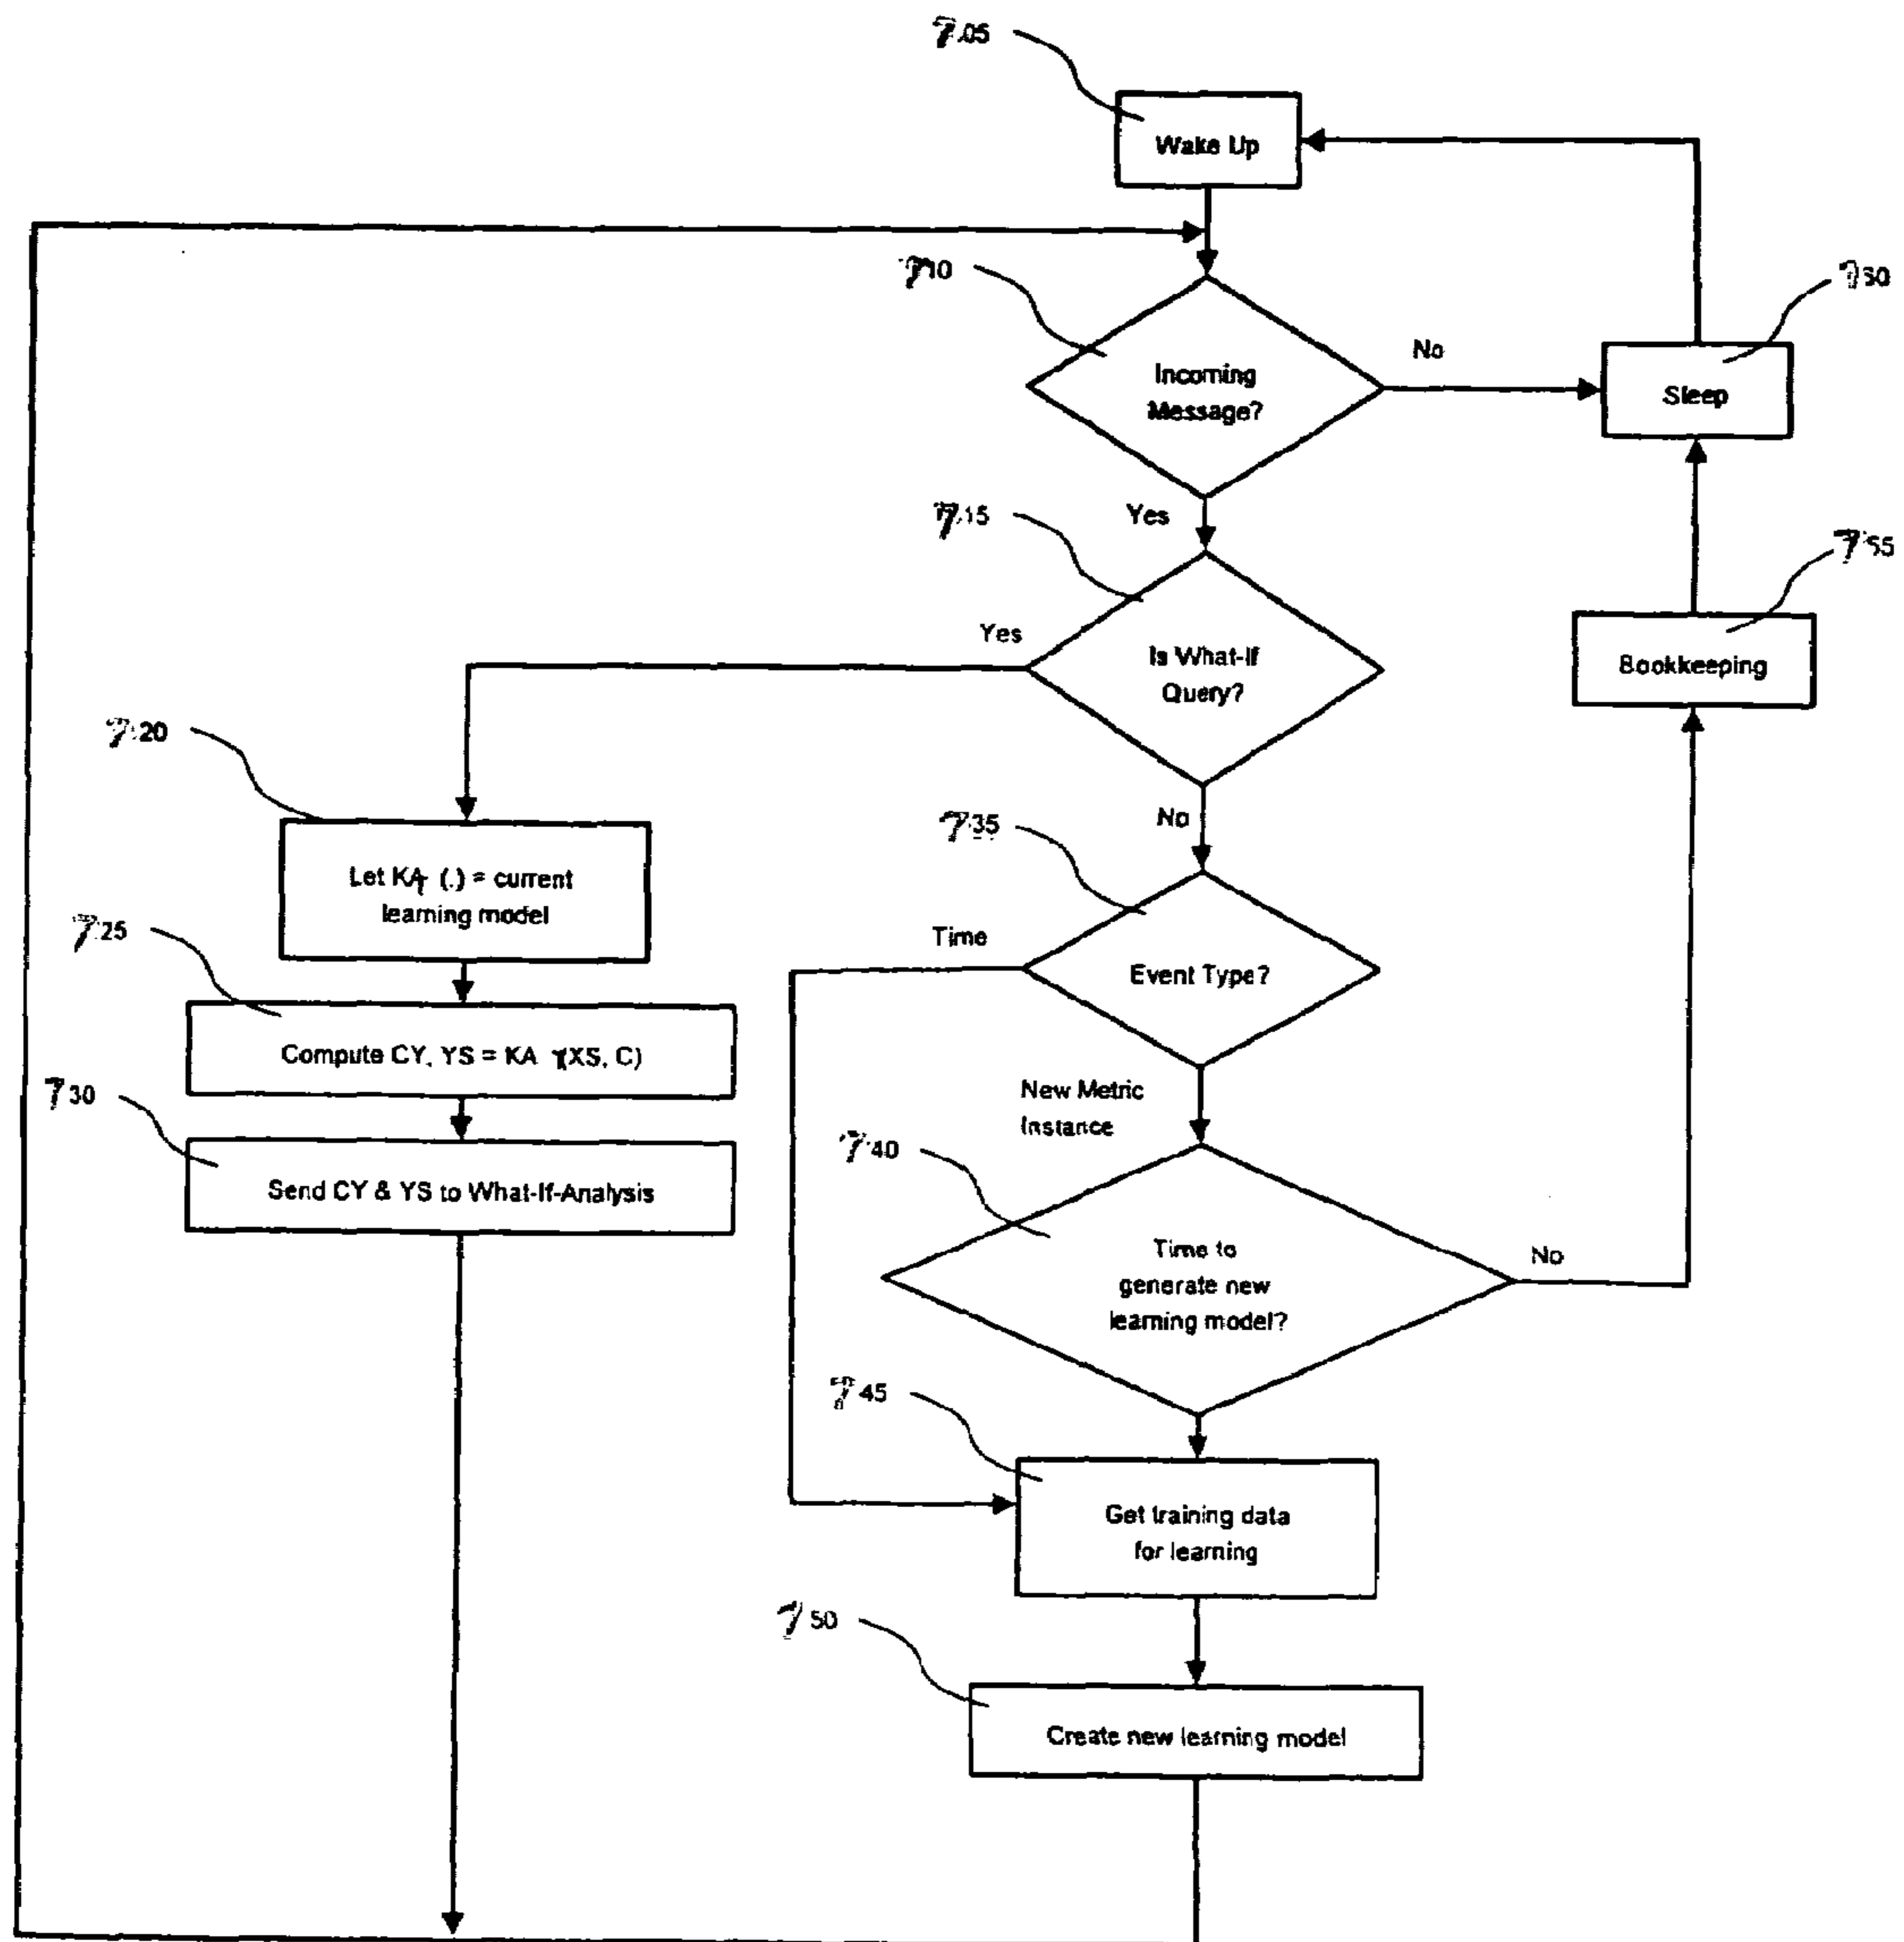 705
Wake Up
710
760
Incoming
Message?
No
Sleep
Yes
715
755
Yes
Is What-If
Query?
Bookkeeping
720
No
735
Let KA (.) = current
learning model
725
Time
Event Type?
Compute CY, YS = KA (XS, C)
730
New Metric
Instance
740
Send CY & YS to What-If-Analysis
Time to
generate new
learning model?
No
745
Get training data
for learning
750
Create new learning model